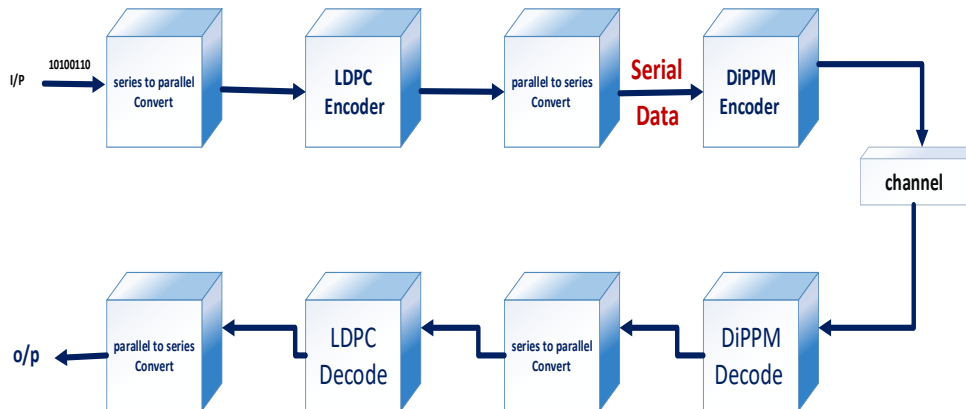 I/P
10100110
series to parallel
Convert
LDPC
Encoder
parallel to series
Convert
Serial
Data
DiPPM
Encoder
channel
o/p
parallel to series
Convert
LDPC
Decode
series to parallel
Convert
DiPPM
Decode